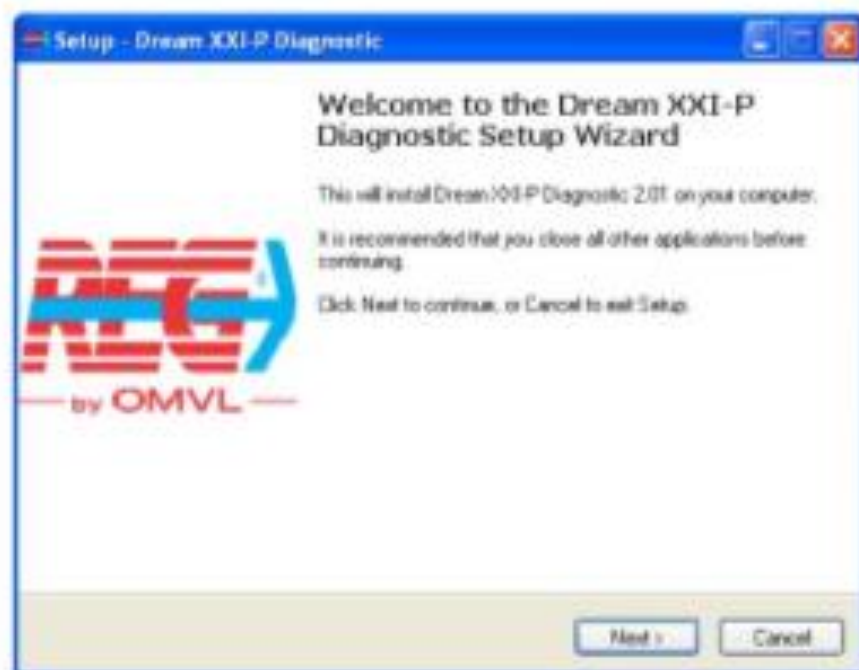 Setup - Dream XXI-P Diagnostic
Welcome to the Dream XXI-P
Diagnostic Setup Wizard
This will install Dream XXI-P Diagnostic 2.01 on your computer.
It is recommended that you close all other applications before
continuing.
Click Next to continue, or Cancel to exit Setup.
REG
®
by OMVL
Next >
Cancel